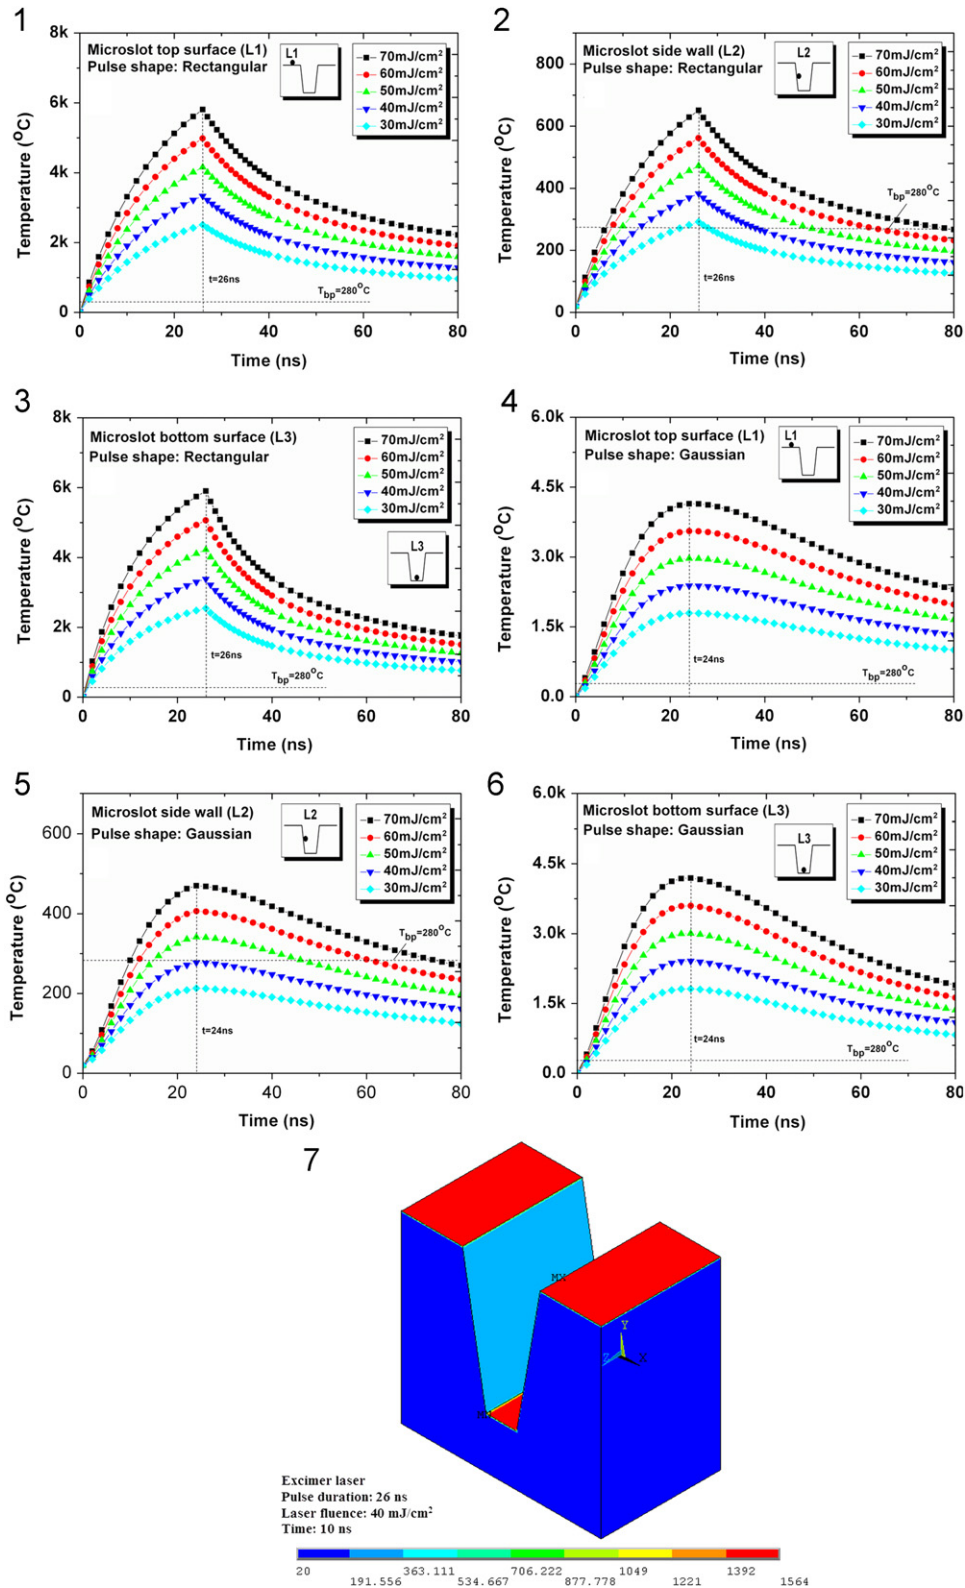 1
Microslot top surface (L1)
Pulse shape: Rectangular
L1
70mJ/cm²
60mJ/cm²
50mJ/cm²
40mJ/cm²
30mJ/cm²
8k
6k
4k
2k
0
Temperature (°C)
t=26ns
Tbp=280°C
0 20 40 60 80
Time (ns)
2
Microslot side wall (L2)
Pulse shape: Rectangular
L2
70mJ/cm²
60mJ/cm²
50mJ/cm²
40mJ/cm²
30mJ/cm²
800
600
400
200
0
Temperature (°C)
Tbp=280°C
t=26ns
0 20 40 60 80
Time (ns)
3
Microslot bottom surface (L3)
Pulse shape: Rectangular
70mJ/cm²
60mJ/cm²
50mJ/cm²
40mJ/cm²
30mJ/cm²
L3
8k
6k
4k
2k
0
Temperature (°C)
t=26ns
Tbp=280°C
0 20 40 60 80
Time (ns)
4
Microslot top surface (L1)
Pulse shape: Gaussian
L1
70mJ/cm²
60mJ/cm²
50mJ/cm²
40mJ/cm²
30mJ/cm²
6.0k
4.5k
3.0k
1.5k
0.0
Temperature (°C)
t=24ns
Tbp=280°C
0 20 40 60 80
Time (ns)
5
Microslot side wall (L2)
Pulse shape: Gaussian
L2
70mJ/cm²
60mJ/cm²
50mJ/cm²
40mJ/cm²
30mJ/cm²
600
400
200
0
Temperature (°C)
Tbp=280°C
t=24ns
0 20 40 60 80
Time (ns)
6
Microslot bottom surface (L3)
Pulse shape: Gaussian
L3
70mJ/cm²
60mJ/cm²
50mJ/cm²
40mJ/cm²
30mJ/cm²
6.0k
4.5k
3.0k
1.5k
0.0
Temperature (°C)
t=24ns
Tbp=280°C
0 20 40 60 80
Time (ns)
7
MX
Y
Z
X
Excimer laser
Pulse duration: 26 ns
Laser fluence: 40 mJ/cm²
Time: 10 ns
20 363.111 706.222 1049 1392
191.556 534.667 877.778 1221 1564